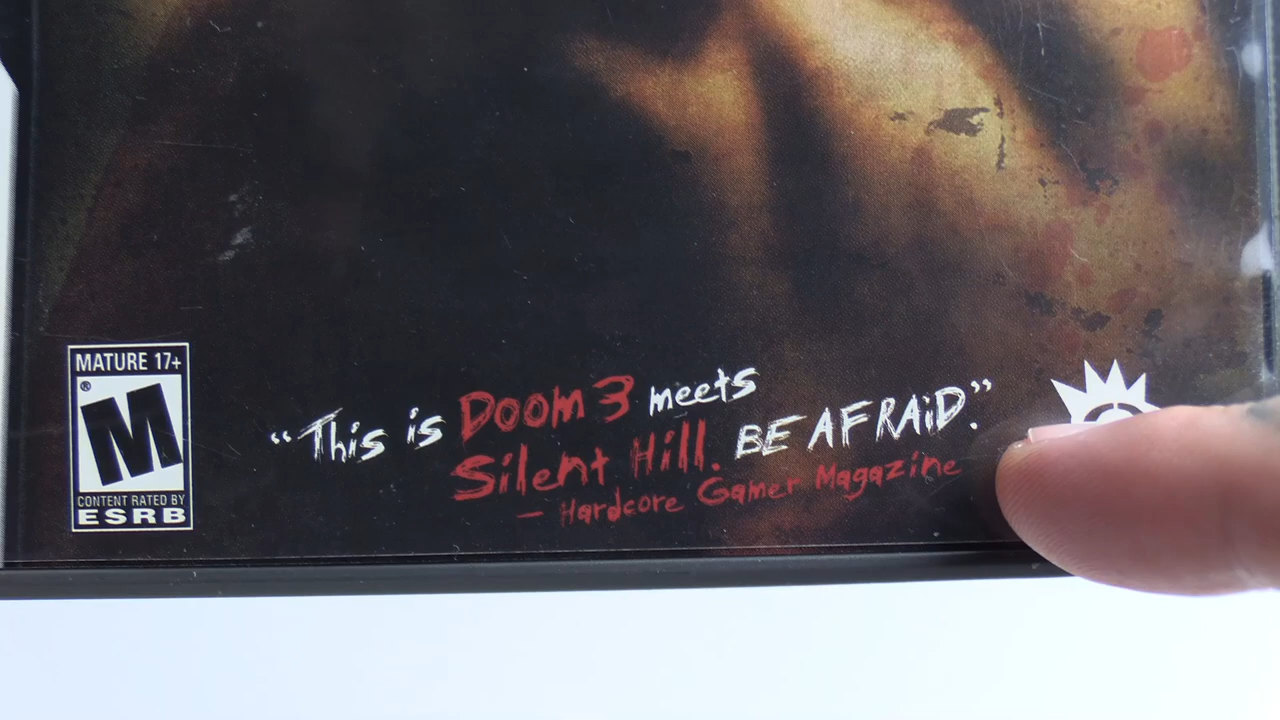 MATURE 17+
M
®
CONTENT RATED BY
ESRB
“This is Doom 3 meets
Silent Hill. BE AFRAiD.”
– Hardcore Gamer Magazine